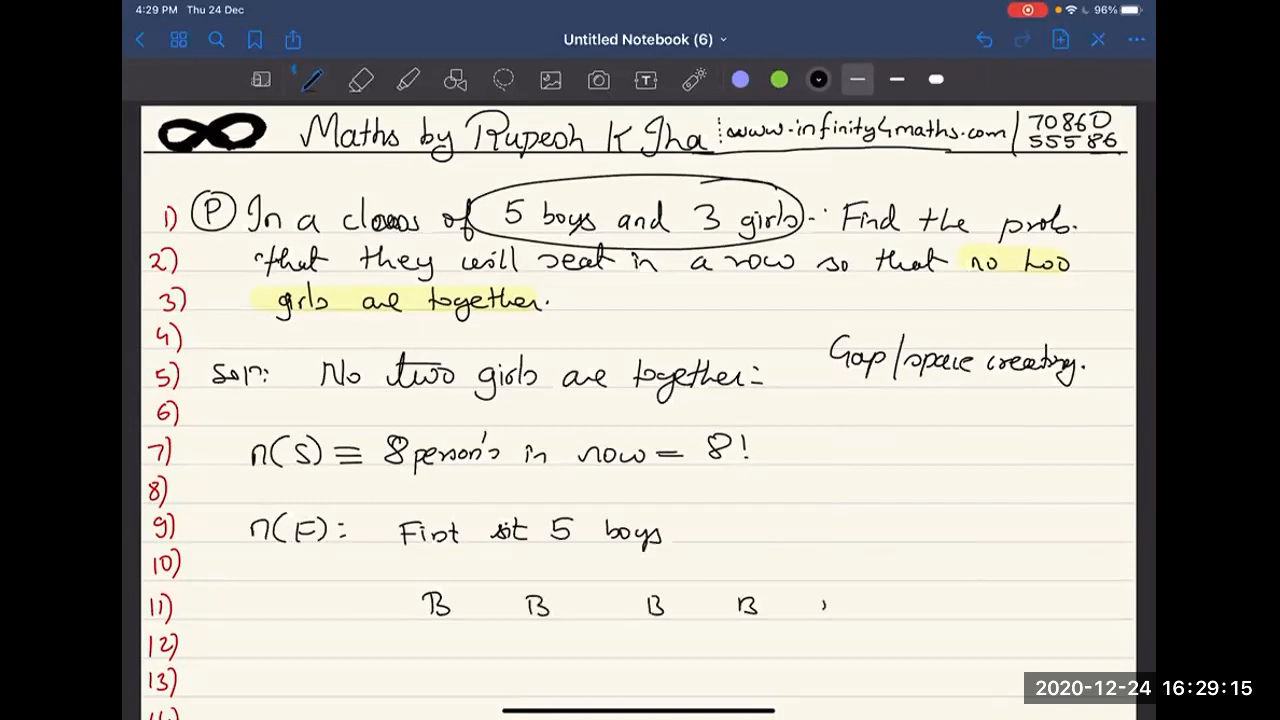 4:29 PM Thu 24 Dec
96%
Untitled Notebook (6)
Maths by Rupesh K Jha www.infinity4maths.com / 70860 55586
1) (P) In a class of 5 boys and 3 girls. Find the prob.
2) that they will seat in a row so that no two
3) girls are together.
4)
Gap/space creating.
5) Solⁿ: No two girls are together:-
6)
7) n(S) ≡ 8 person's in row = 8!
8)
9) n(E): First sit 5 boys
10)
11) B B B B
12)
13)
14)
2020-12-24 16:29:15